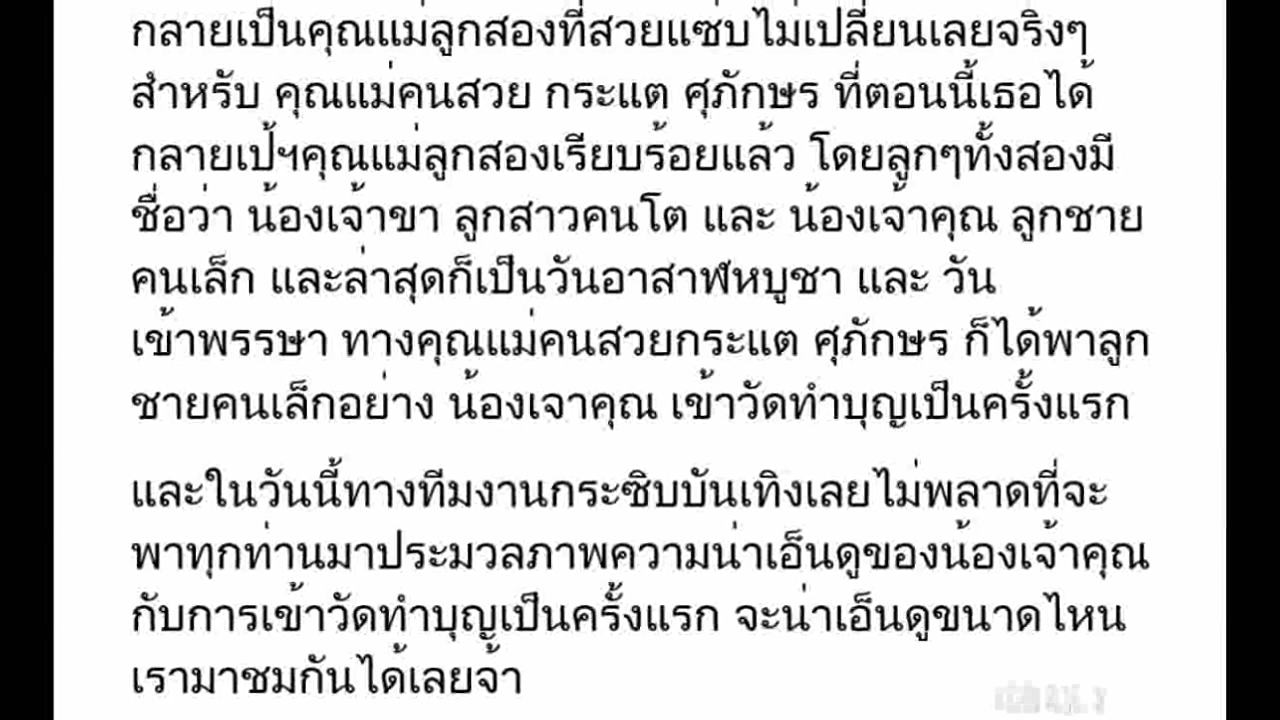 กลายเป็นคุณแม่ลูกสองที่สวยแซ่บไม่เปลี่ยนเลยจริงๆ
สำหรับ คุณแม่คนสวย กระแต ศุภักษร ที่ตอนนี้เธอได้
กลายเป้ฯคุณแม่ลูกสองเรียบร้อยแล้ว โดยลูกๆทั้งสองมี
ชื่อว่า น้องเจ้าขา ลูกสาวคนโต และ น้องเจ้าคุณ ลูกชาย
คนเล็ก และล่าสุดก็เป็นวันอาสาฬหบูชา และ วัน
เข้าพรรษา ทางคุณแม่คนสวยกระแต ศุภักษร ก็ได้พาลูก
ชายคนเล็กอย่าง น้องเจาคุณ เข้าวัดทำบุญเป็นครั้งแรก
และในวันนี้ทางทีมงานกระซิบบันเทิงเลยไม่พลาดที่จะ
พาทุกท่านมาประมวลภาพความน่าเอ็นดูของน้องเจ้าคุณ
กับการเข้าวัดทำบุญเป็นครั้งแรก จะน่าเอ็นดูขนาดไหน
เรามาชมกันได้เลยจ้า